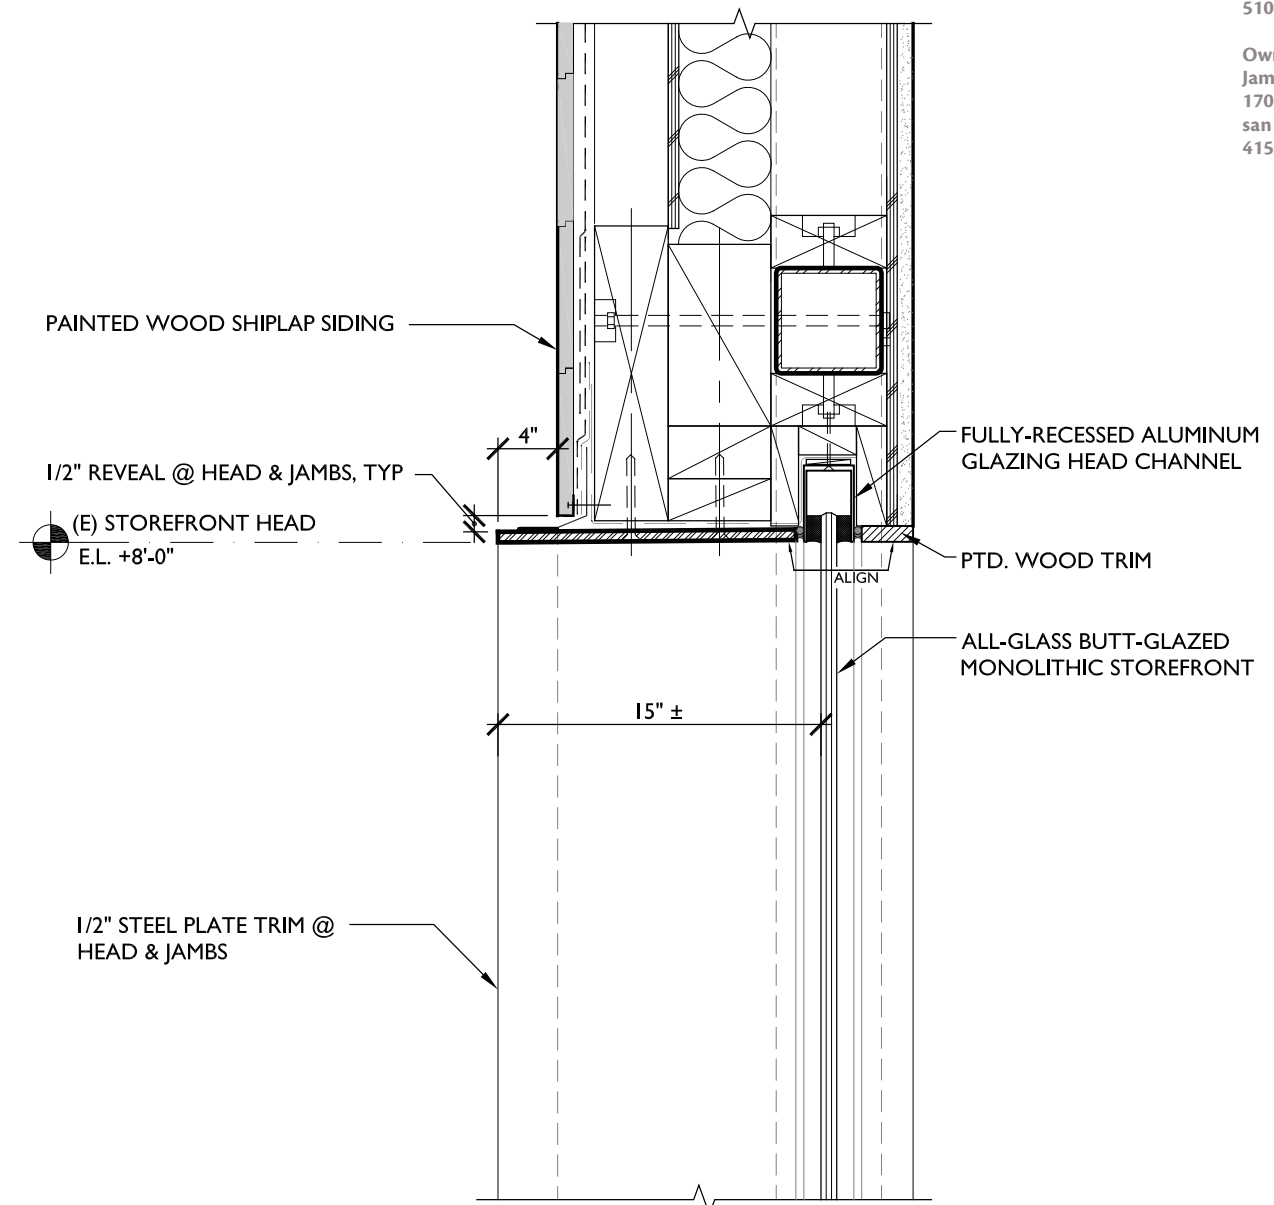 510
Own
Jam
170
san
415
PAINTED WOOD SHIPLAP SIDING
4"
1/2" REVEAL @ HEAD & JAMBS, TYP
(E) STOREFRONT HEAD
E.L. +8'-0"
FULLY-RECESSED ALUMINUM
GLAZING HEAD CHANNEL
PTD. WOOD TRIM
ALIGN
ALL-GLASS BUTT-GLAZED
MONOLITHIC STOREFRONT
15" ±
1/2" STEEL PLATE TRIM @
HEAD & JAMBS